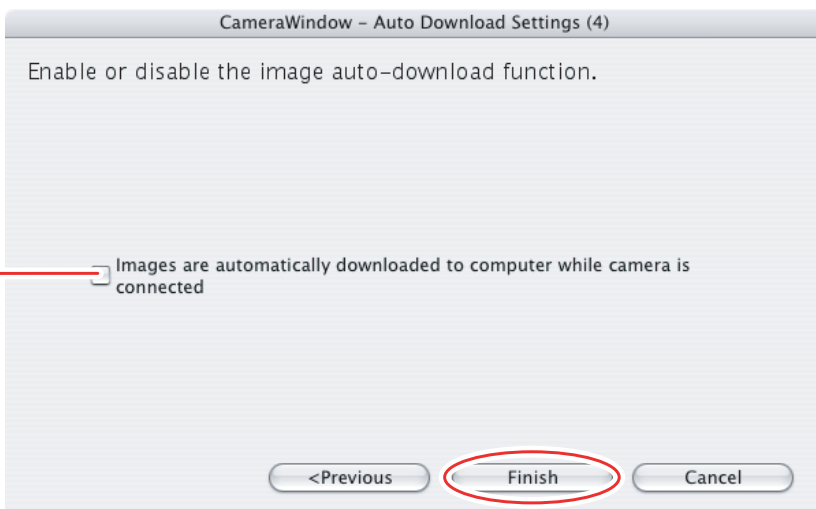 CameraWindow – Auto Download Settings (4)
Enable or disable the image auto–download function.
Images are automatically downloaded to computer while camera is
connected
<Previous
Finish
Cancel